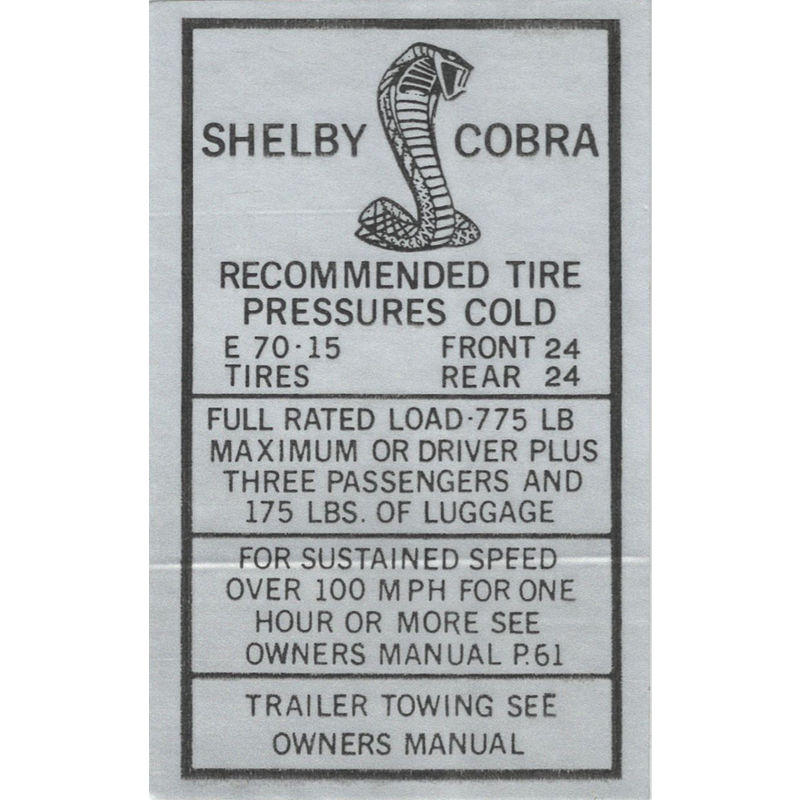 SHELBY COBRA
RECOMMENDED TIRE
PRESSURES COLD
E 70-15 FRONT 24
TIRES REAR 24
FULL RATED LOAD-775 LB
MAXIMUM OR DRIVER PLUS
THREE PASSENGERS AND
175 LBS. OF LUGGAGE
FOR SUSTAINED SPEED
OVER 100 MPH FOR ONE
HOUR OR MORE SEE
OWNERS MANUAL P.61
TRAILER TOWING SEE
OWNERS MANUAL